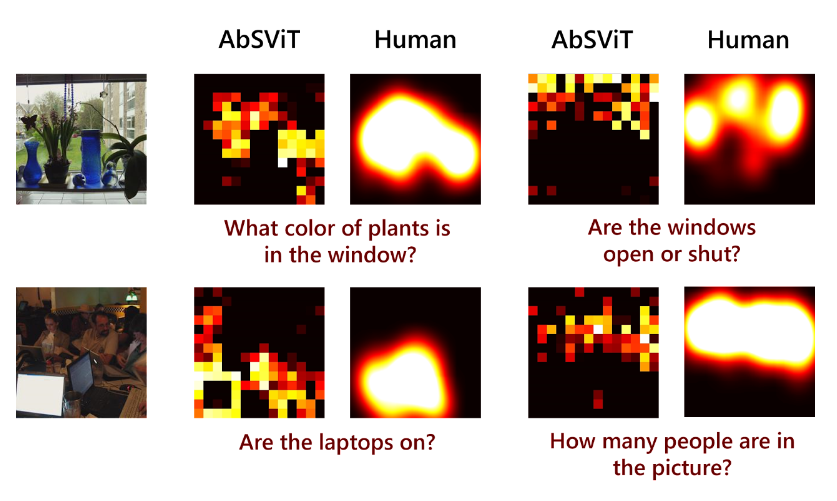 AbSViT Human AbSViT Human
What color of plants is
in the window?
Are the windows
open or shut?
Are the laptops on?
How many people are in
the picture?